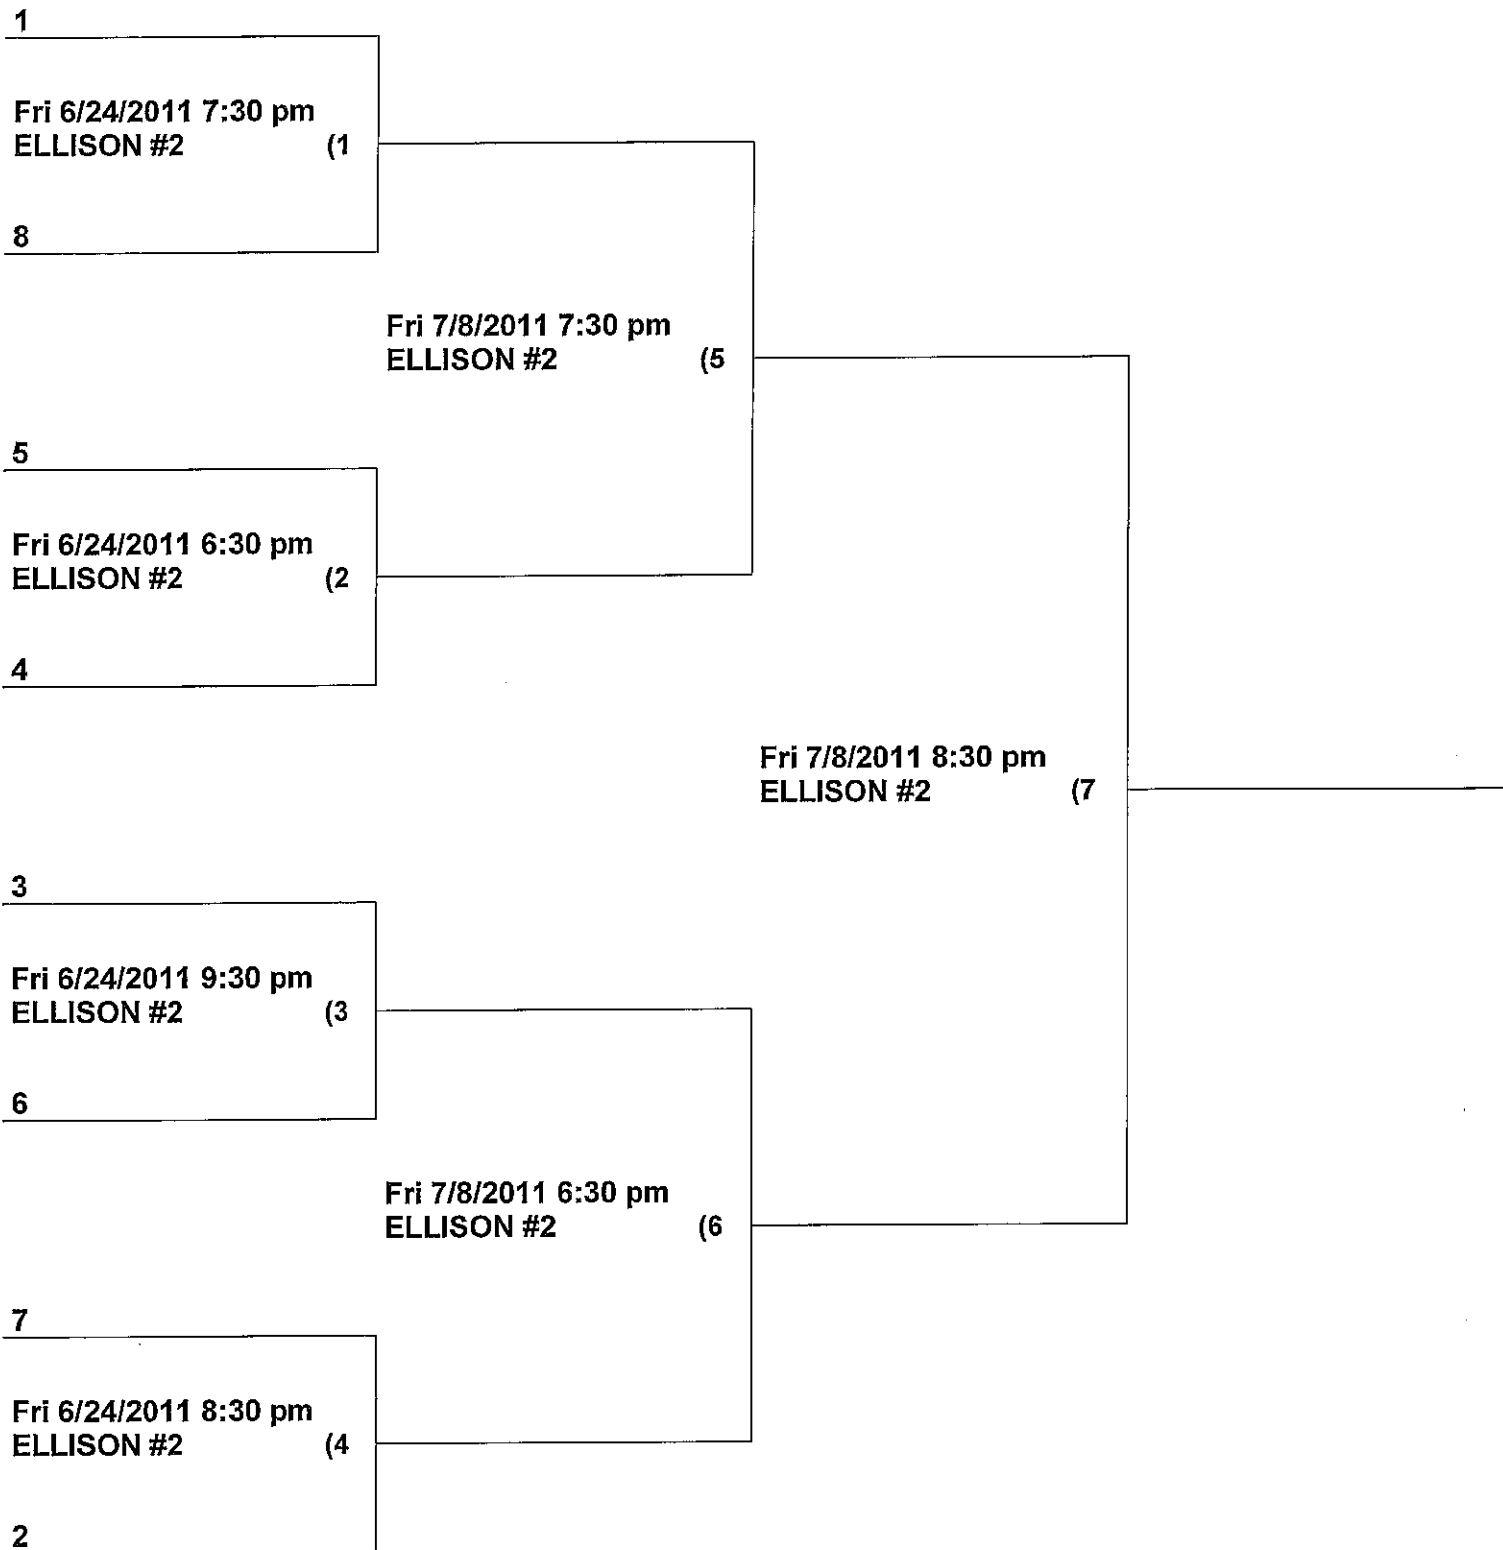 1
Fri 6/24/2011 7:30 pm
ELLISON #2 (1
8
Fri 7/8/2011 7:30 pm
ELLISON #2 (5
5
Fri 6/24/2011 6:30 pm
ELLISON #2 (2
4
Fri 7/8/2011 8:30 pm
ELLISON #2 (7
3
Fri 6/24/2011 9:30 pm
ELLISON #2 (3
6
Fri 7/8/2011 6:30 pm
ELLISON #2 (6
7
Fri 6/24/2011 8:30 pm
ELLISON #2 (4
2